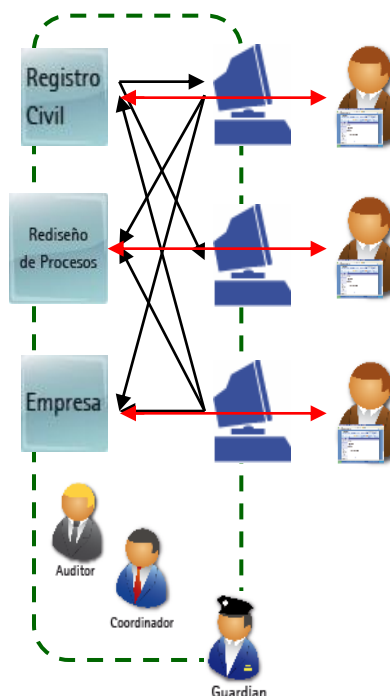 Registro
Civil
Rediseño
de Procesos
Empresa
Auditor
Coordinador
Guardian